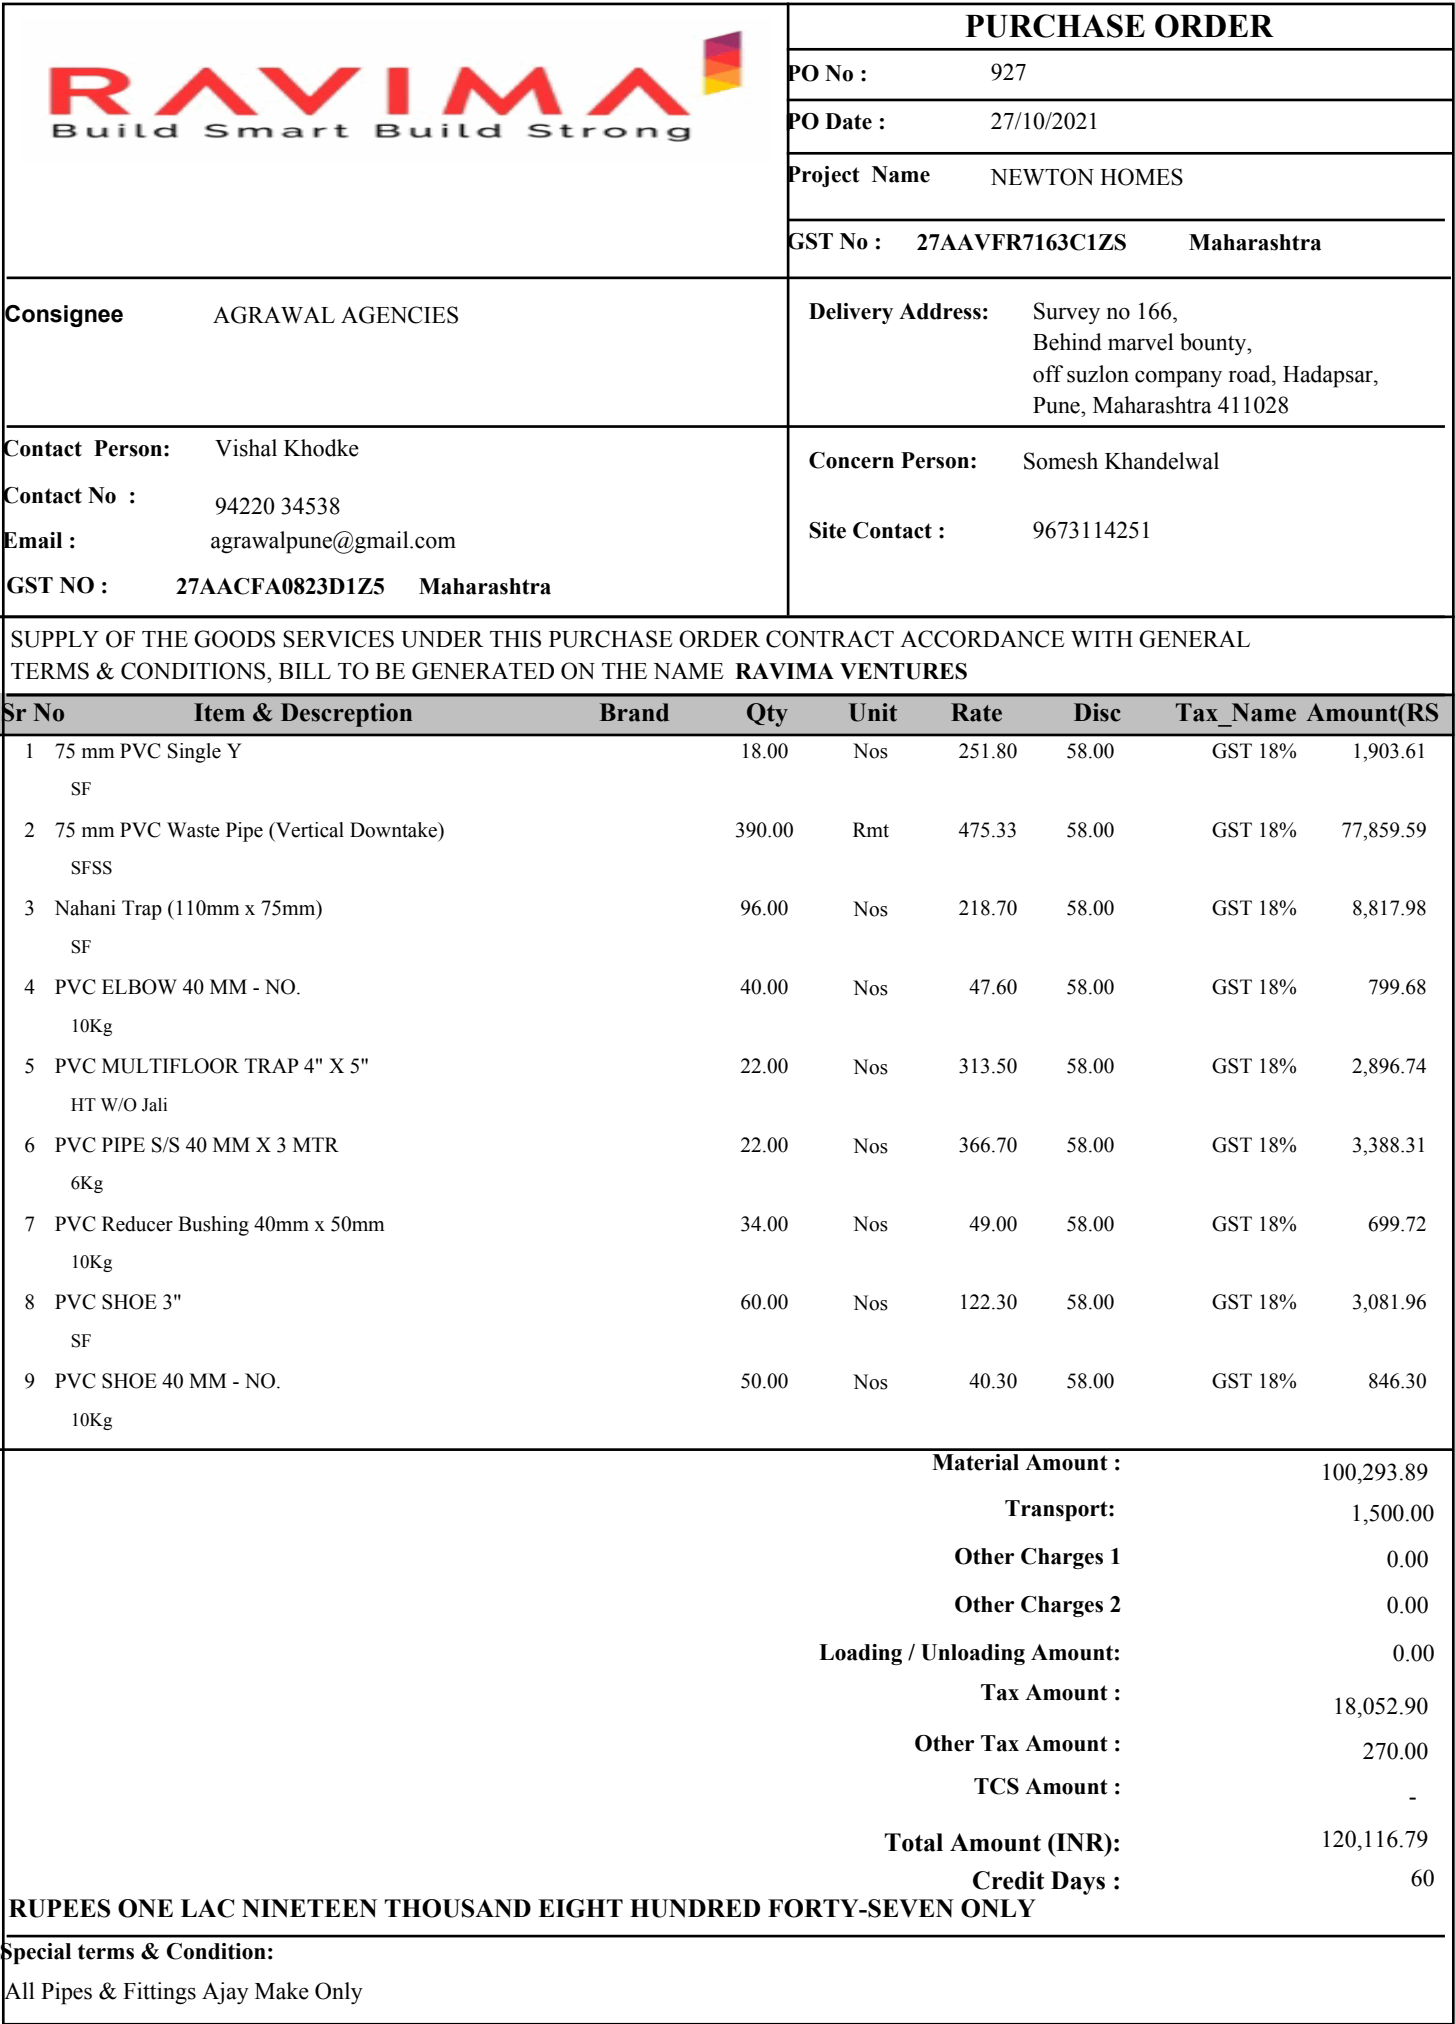 RAVIMA
Build Smart Build Strong
PURCHASE ORDER
PO No : 927
PO Date : 27/10/2021
Project Name NEWTON HOMES
GST No : 27AAVFR7163C1ZS Maharashtra
Consignee AGRAWAL AGENCIES
Delivery Address: Survey no 166,
Behind marvel bounty,
off suzlon company road, Hadapsar,
Pune, Maharashtra 411028
Contact Person: Vishal Khodke
Contact No : 94220 34538
Email : agrawalpune@gmail.com
GST NO : 27AACFA0823D1Z5 Maharashtra
Concern Person: Somesh Khandelwal
Site Contact : 9673114251
SUPPLY OF THE GOODS SERVICES UNDER THIS PURCHASE ORDER CONTRACT ACCORDANCE WITH GENERAL
TERMS & CONDITIONS, BILL TO BE GENERATED ON THE NAME RAVIMA VENTURES
Sr No Item & Descreption Brand Qty Unit Rate Disc Tax_Name Amount(RS
1 75 mm PVC Single Y 18.00 Nos 251.80 58.00 GST 18% 1,903.61
SF
2 75 mm PVC Waste Pipe (Vertical Downtake) 390.00 Rmt 475.33 58.00 GST 18% 77,859.59
SFSS
3 Nahani Trap (110mm x 75mm) 96.00 Nos 218.70 58.00 GST 18% 8,817.98
SF
4 PVC ELBOW 40 MM - NO. 40.00 Nos 47.60 58.00 GST 18% 799.68
10Kg
5 PVC MULTIFLOOR TRAP 4" X 5" 22.00 Nos 313.50 58.00 GST 18% 2,896.74
HT W/O Jali
6 PVC PIPE S/S 40 MM X 3 MTR 22.00 Nos 366.70 58.00 GST 18% 3,388.31
6Kg
7 PVC Reducer Bushing 40mm x 50mm 34.00 Nos 49.00 58.00 GST 18% 699.72
10Kg
8 PVC SHOE 3" 60.00 Nos 122.30 58.00 GST 18% 3,081.96
SF
9 PVC SHOE 40 MM - NO. 50.00 Nos 40.30 58.00 GST 18% 846.30
10Kg
Material Amount : 100,293.89
Transport: 1,500.00
Other Charges 1 0.00
Other Charges 2 0.00
Loading / Unloading Amount: 0.00
Tax Amount : 18,052.90
Other Tax Amount : 270.00
TCS Amount : -
Total Amount (INR): 120,116.79
Credit Days : 60
RUPEES ONE LAC NINETEEN THOUSAND EIGHT HUNDRED FORTY-SEVEN ONLY
Special terms & Condition:
All Pipes & Fittings Ajay Make Only